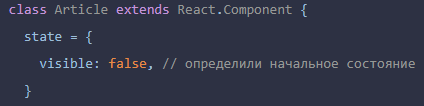 class Article extends React.Component {
state = {
visible: false, // определили начальное состояние
}